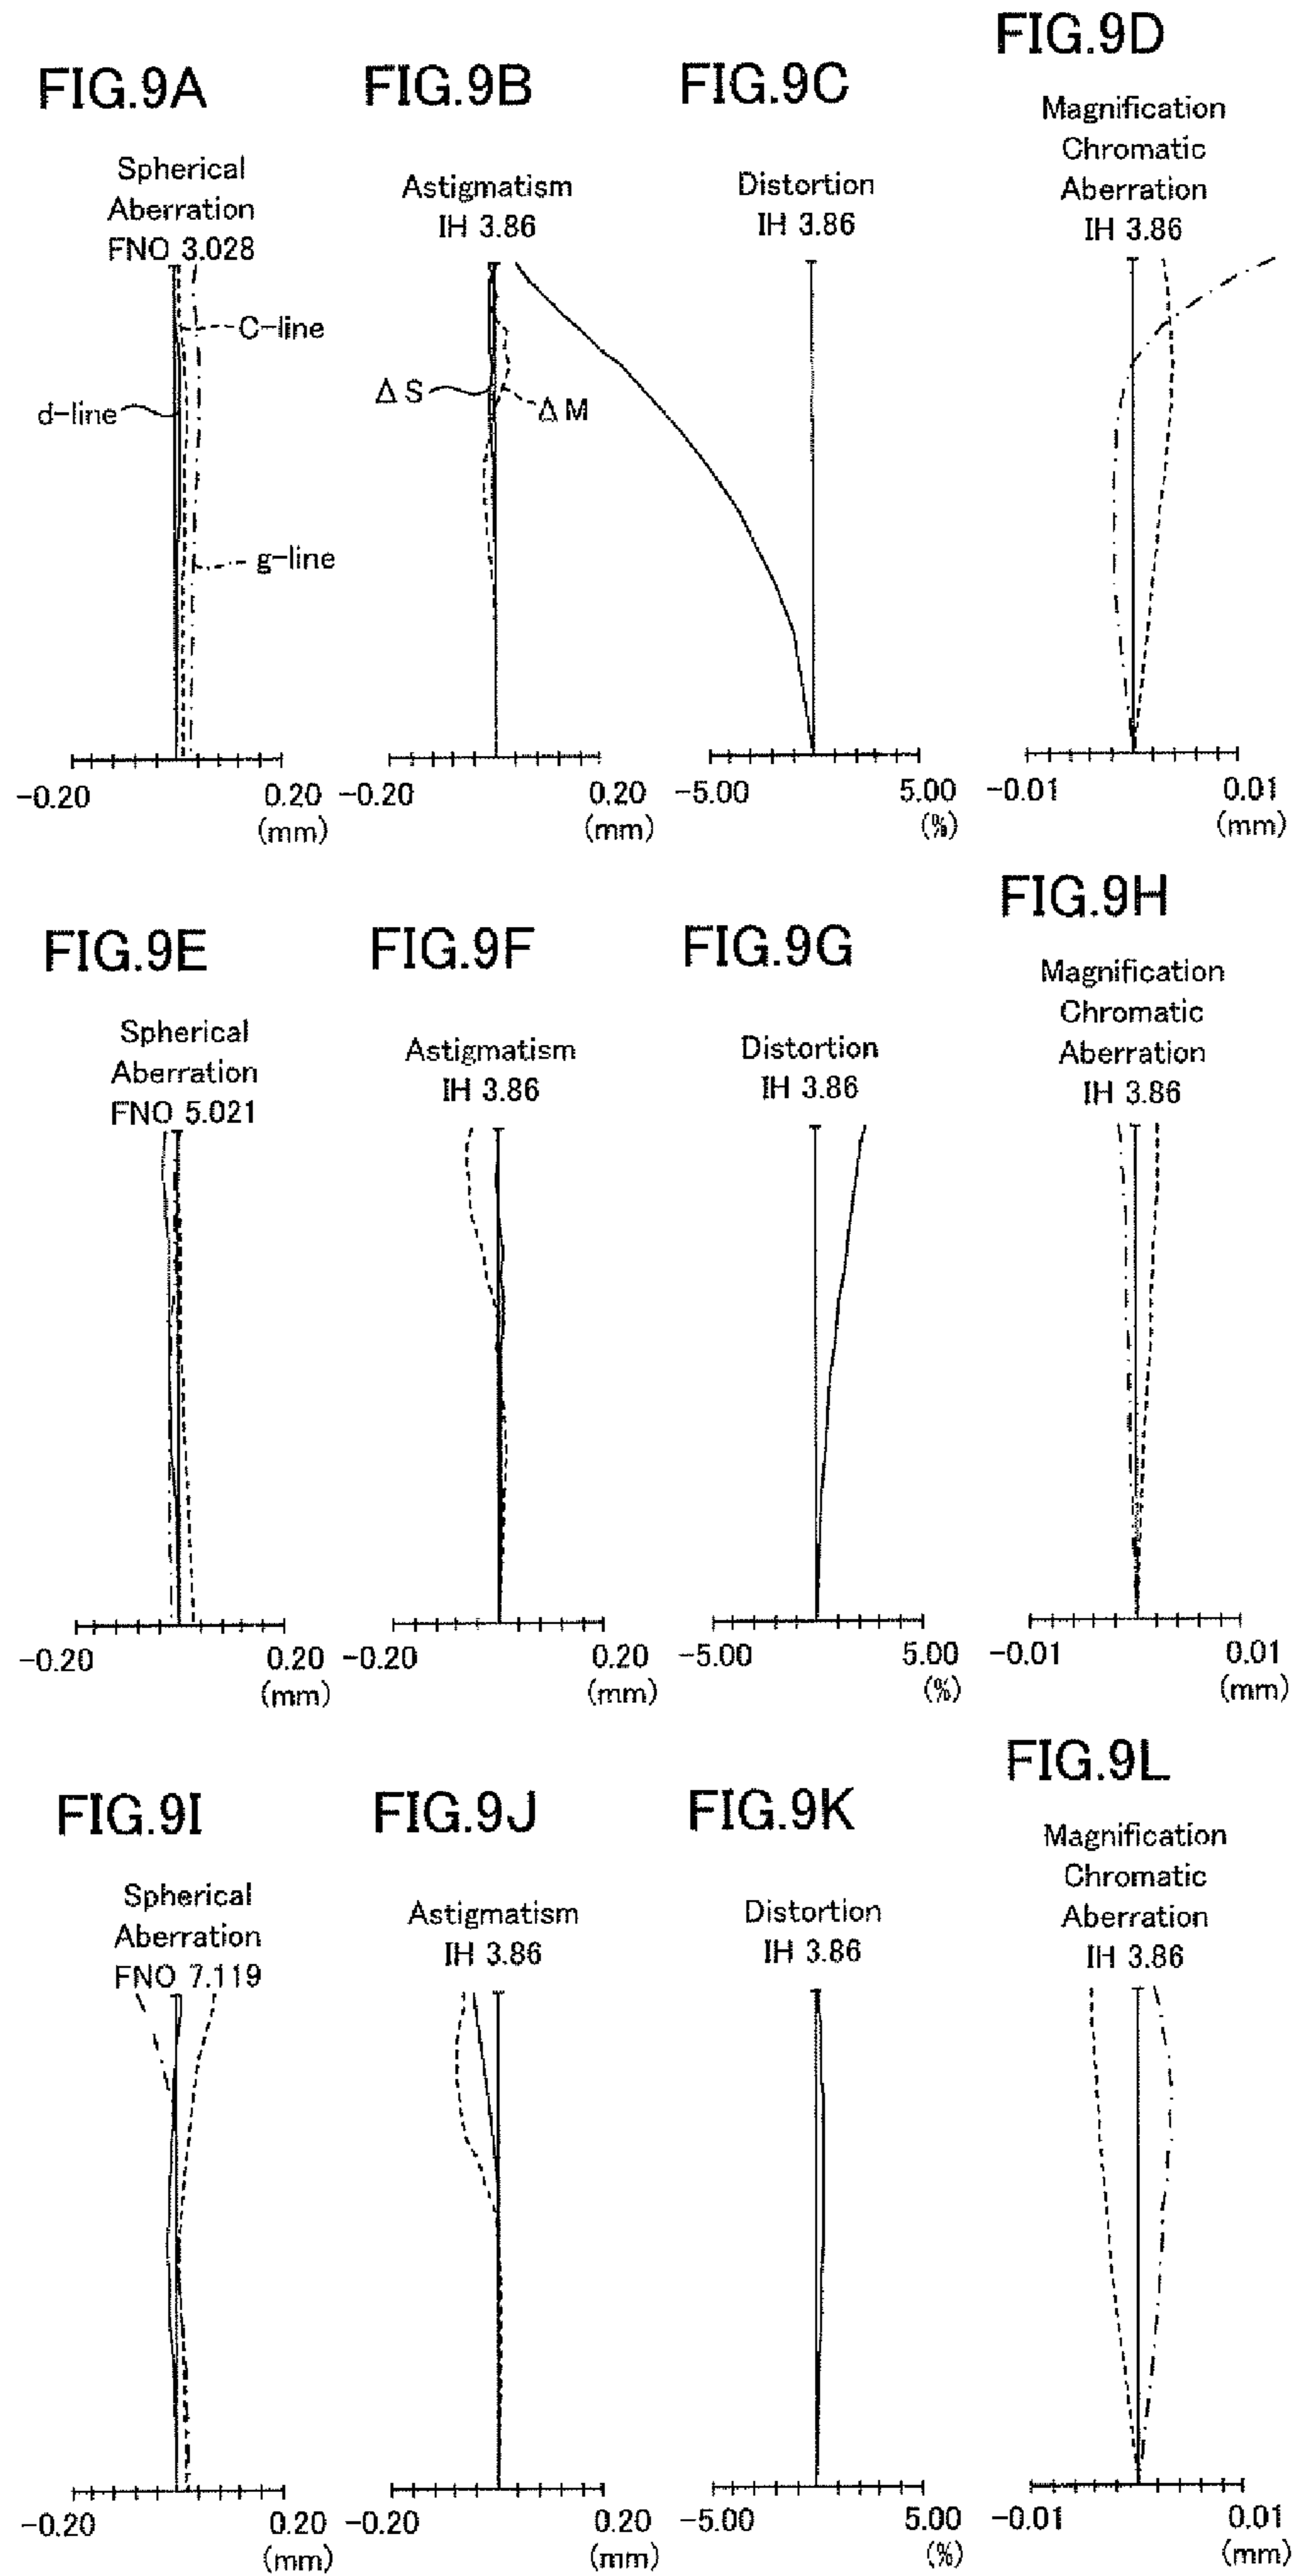 FIG.9A
Spherical
Aberration
FNO 3.028
C-line
d-line
g-line
-0.20
0.20
(mm)
FIG.9B
Astigmatism
IH 3.86
ΔS
ΔM
-0.20
0.20
(mm)
FIG.9C
Distortion
IH 3.86
-5.00
5.00
(%)
FIG.9D
Magnification
Chromatic
Aberration
IH 3.86
-0.01
0.01
(mm)
FIG.9E
Spherical
Aberration
FNO 5.021
-0.20
0.20
(mm)
FIG.9F
Astigmatism
IH 3.86
-0.20
0.20
(mm)
FIG.9G
Distortion
IH 3.86
-5.00
5.00
(%)
FIG.9H
Magnification
Chromatic
Aberration
IH 3.86
-0.01
0.01
(mm)
FIG.9I
Spherical
Aberration
FNO 7.119
-0.20
0.20
(mm)
FIG.9J
Astigmatism
IH 3.86
-0.20
0.20
(mm)
FIG.9K
Distortion
IH 3.86
-5.00
5.00
(%)
FIG.9L
Magnification
Chromatic
Aberration
IH 3.86
-0.01
0.01
(mm)